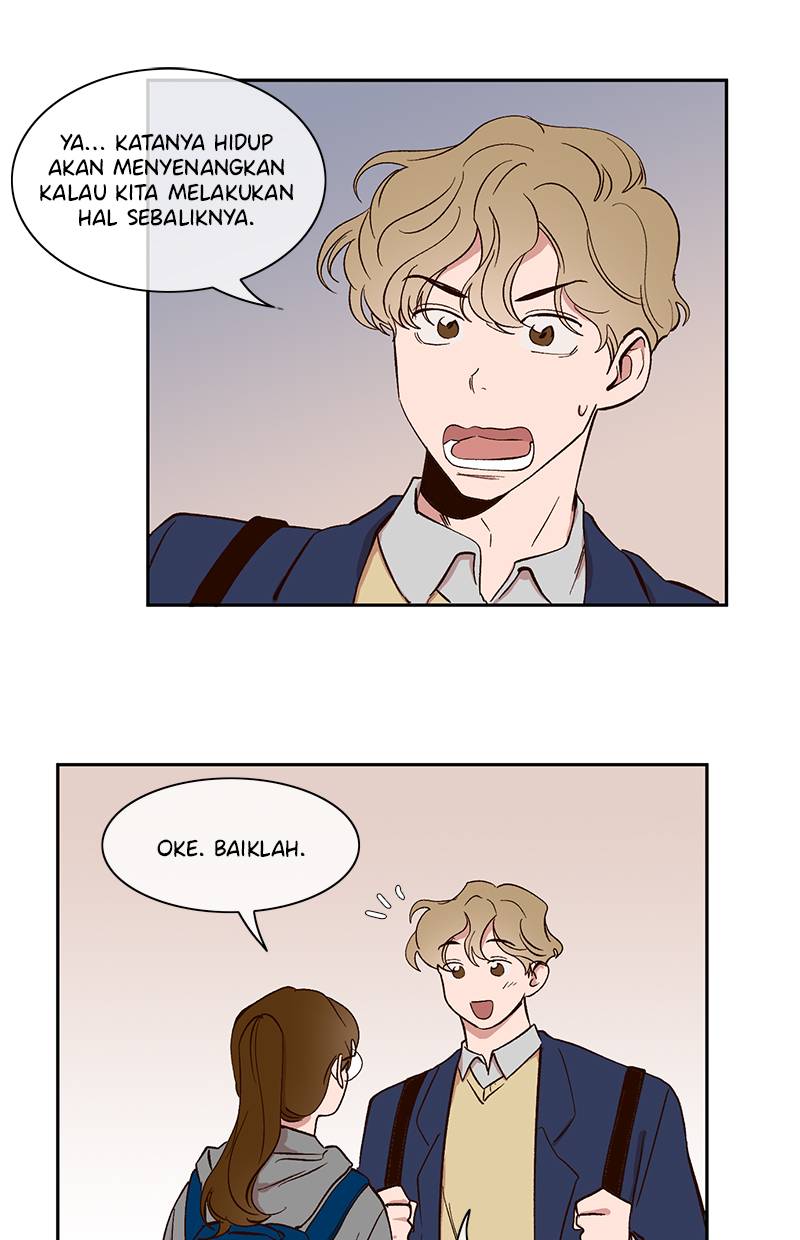 YA... KATANYA HIDUP
AKAN MENYENANGKAN
KALAU KITA MELAKUKAN
HAL SEBALIKNYA.
OKE. BAIKLAH.